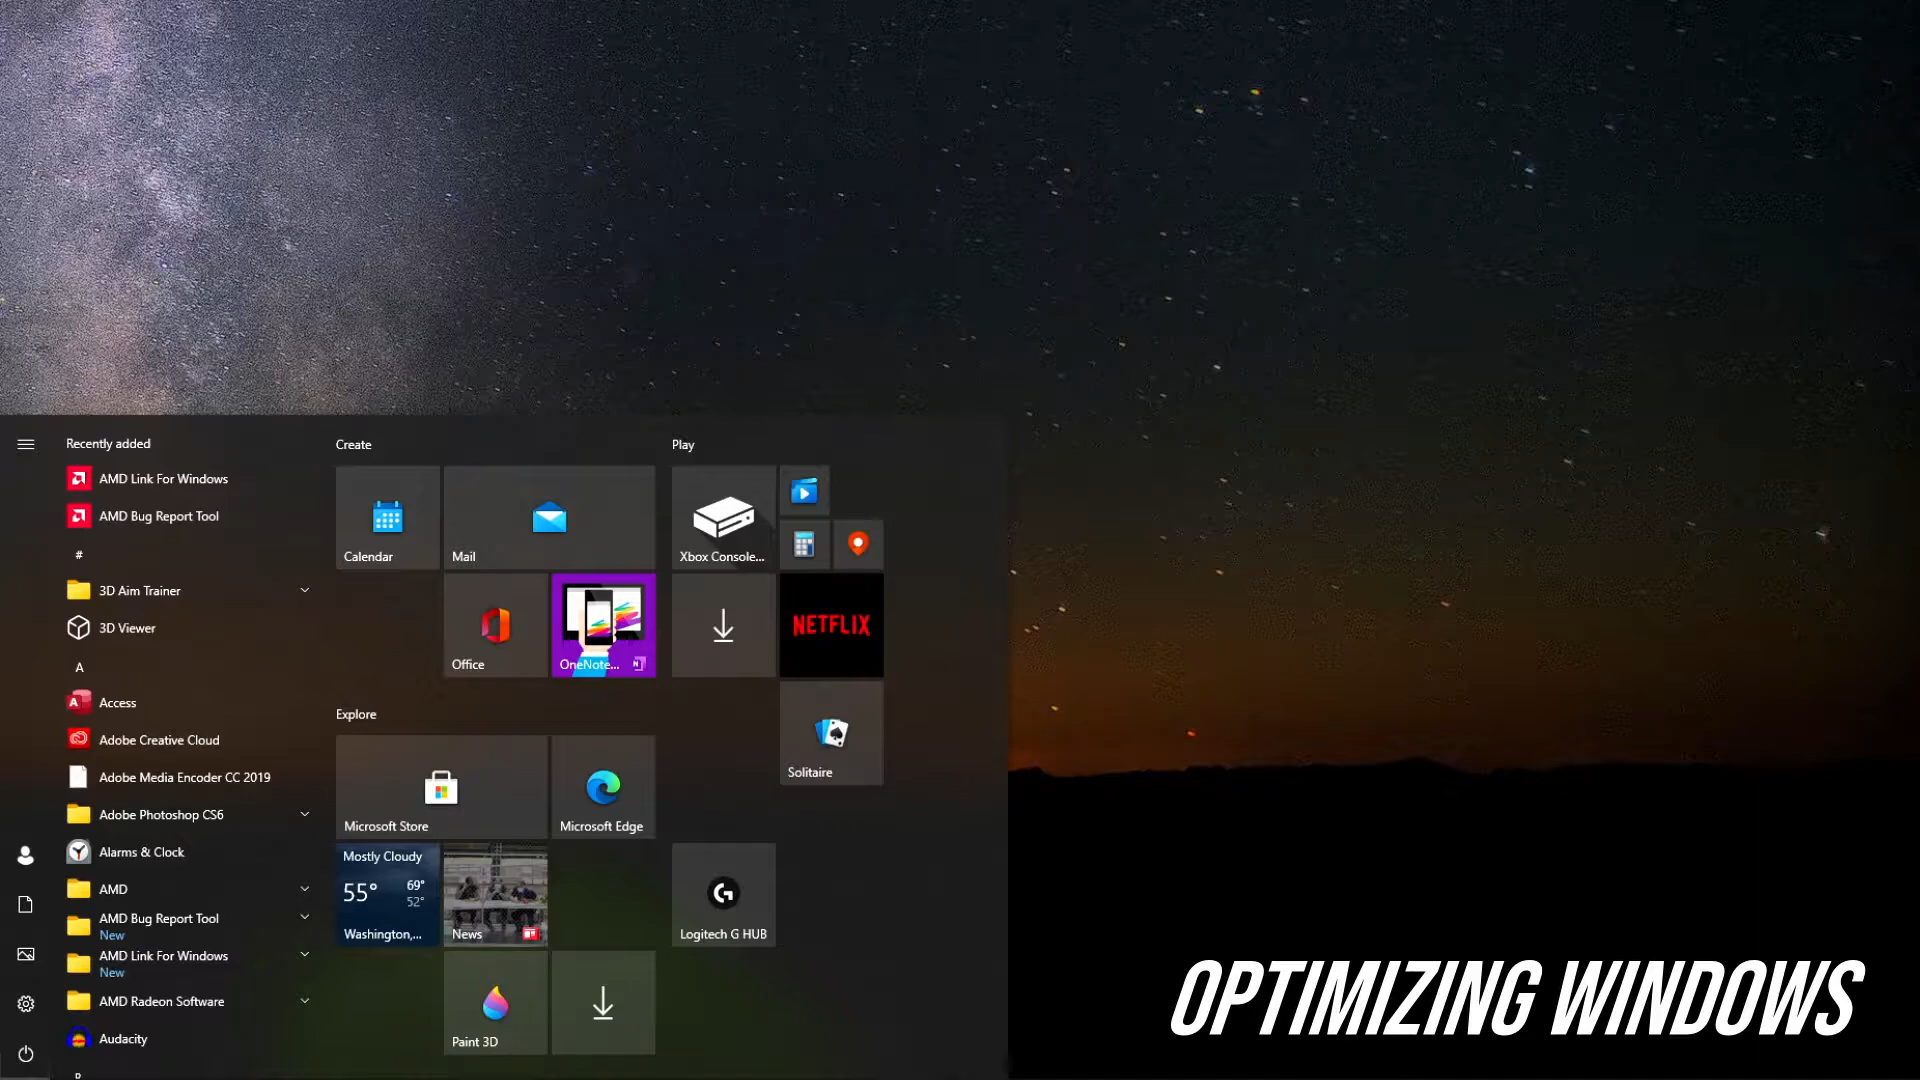 Recently added
AMD Link For Windows
AMD Bug Report Tool
#
3D Aim Trainer
3D Viewer
A
Access
Adobe Creative Cloud
Adobe Media Encoder CC 2019
Adobe Photoshop CS6
Alarms & Clock
AMD
AMD Bug Report Tool
New
AMD Link For Windows
New
AMD Radeon Software
Audacity
Create
Calendar
Mail
Office
OneNote...
Explore
Microsoft Store
Microsoft Edge
Mostly Cloudy
55° 69°
52°
Washington,...
News
Paint 3D
Play
Xbox Console...
NETFLIX
Solitaire
Logitech G HUB
OPTIMIZING WINDOWS